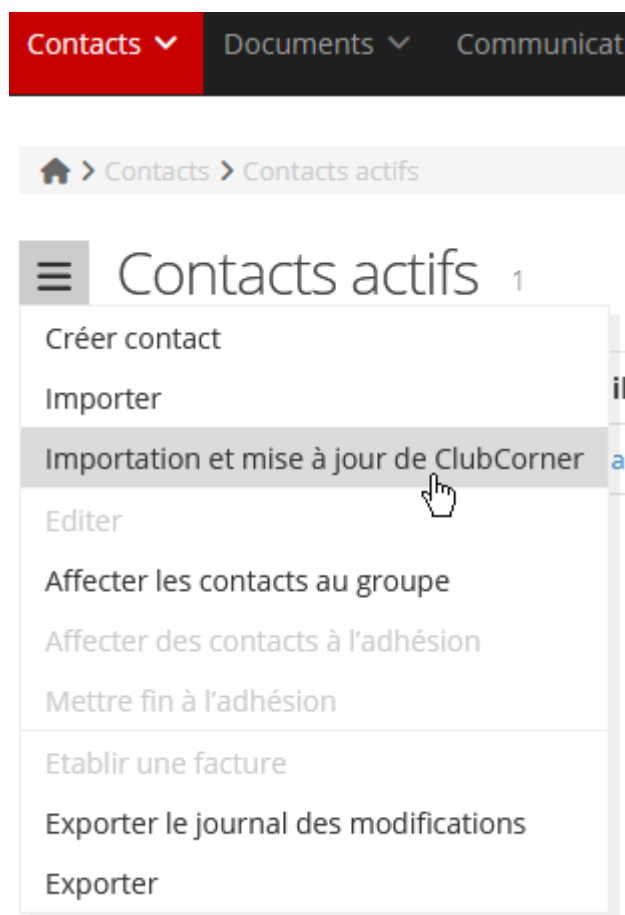 Contacts Documents Communicat
Contacts Contacts actifs
Contacts actifs 1
Créer contact
Importer
Importation et mise à jour de ClubCorner
Editer
Affecter les contacts au groupe
Affecter des contacts à l’adhésion
Mettre fin à l’adhésion
Etablir une facture
Exporter le journal des modifications
Exporter